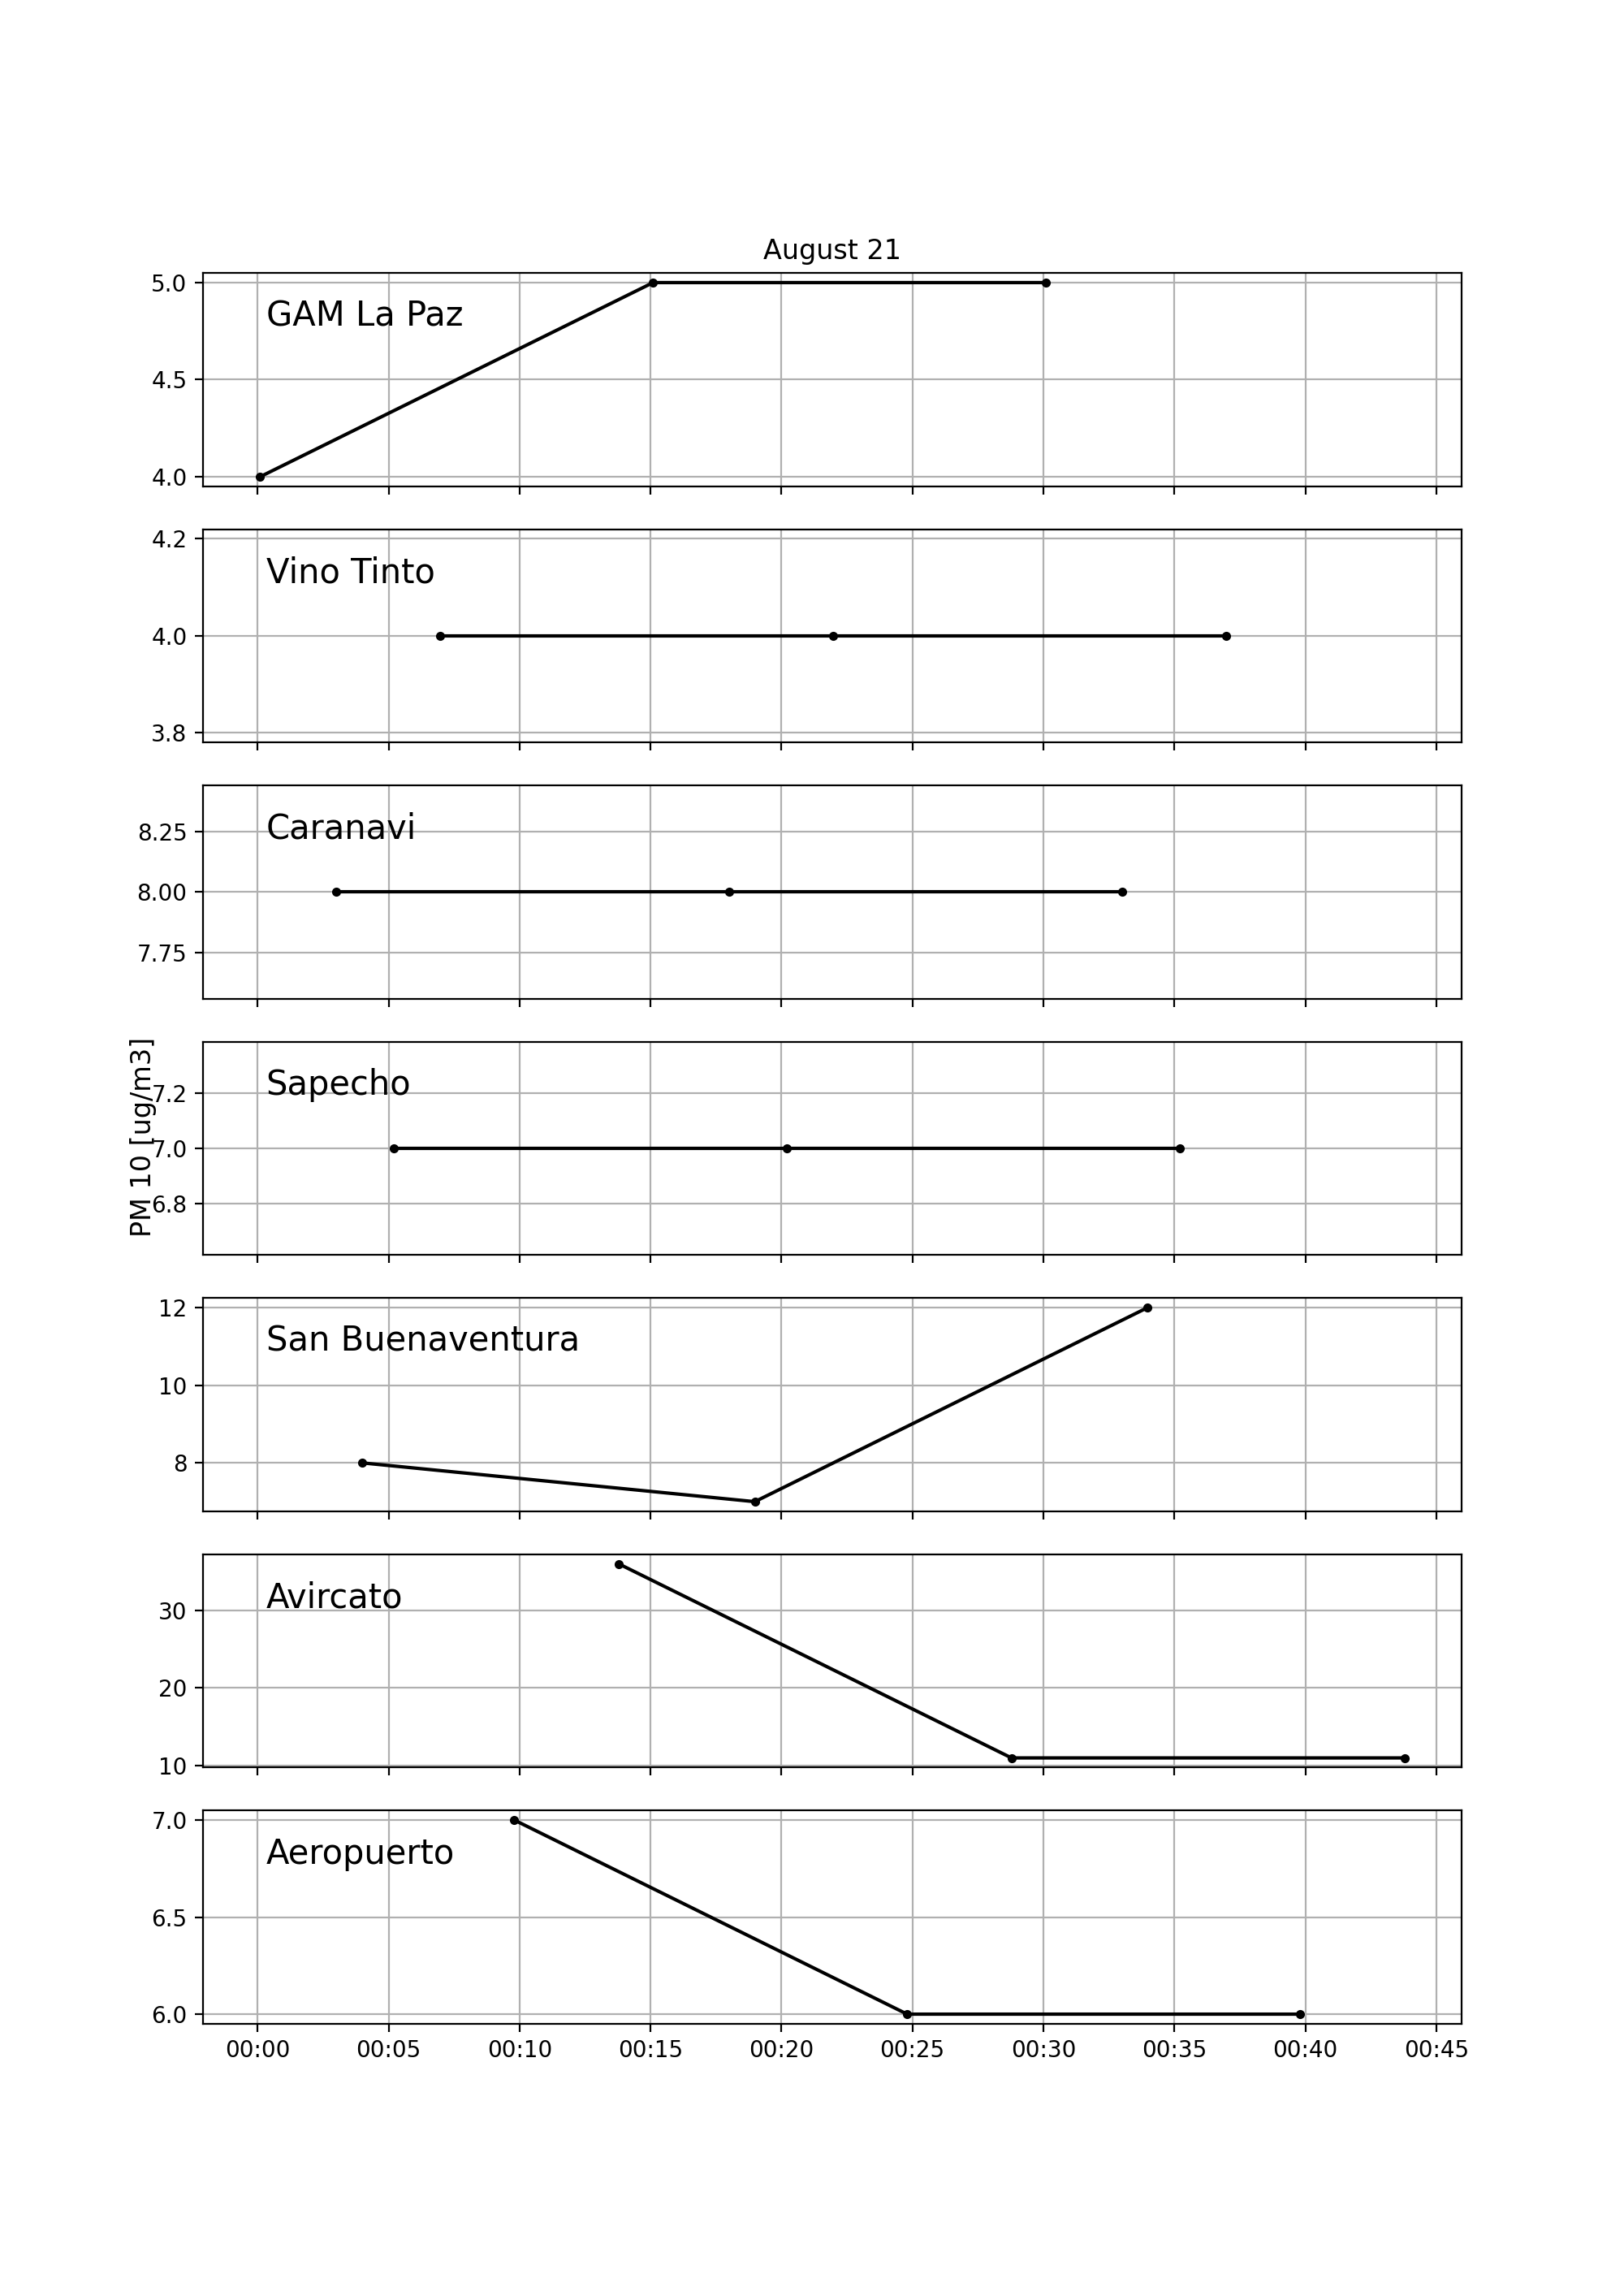 August 21
5.0
GAM La Paz
4.5
4.0
4.2
Vino Tinto
4.0
3.8
Caranavi
8.25
8.00
7.75
PM 10 [ug/m3]
Sapecho
7.2
7.0
6.8
12
San Buenaventura
10
8
Avircato
30
20
10
7.0
Aeropuerto
6.5
6.0
00:00 00:05 00:10 00:15 00:20 00:25 00:30 00:35 00:40 00:45